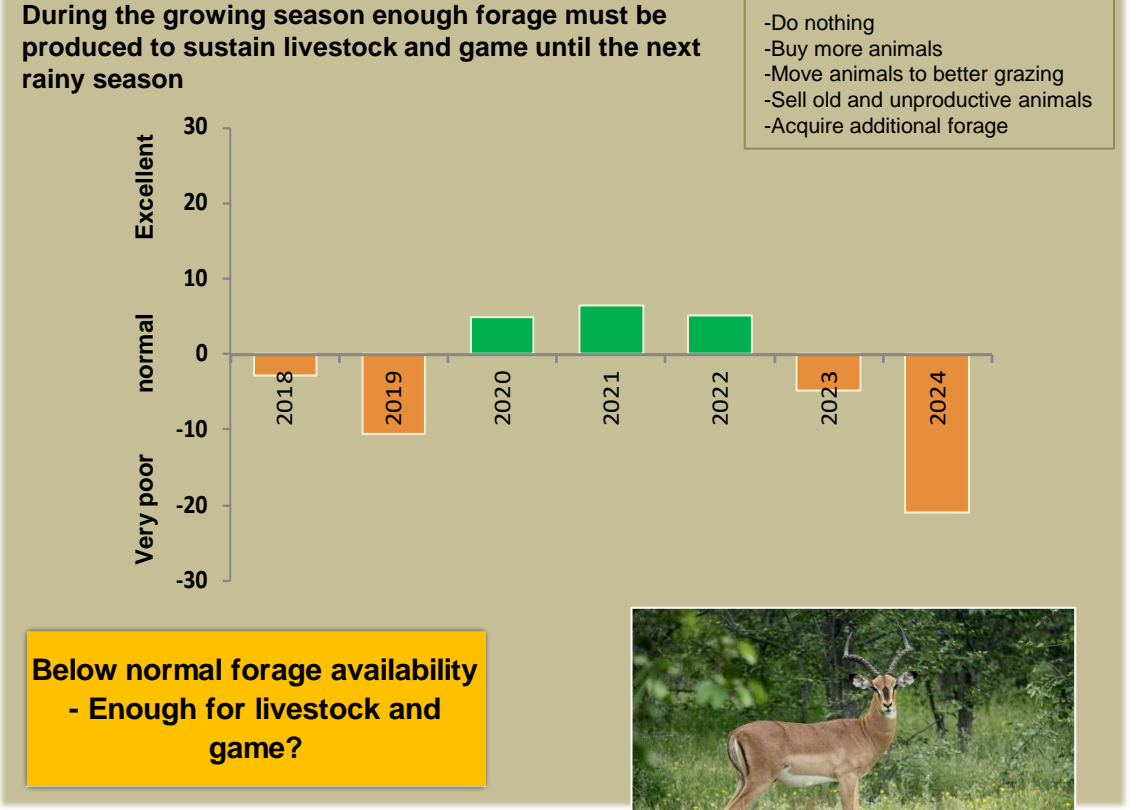 During the growing season enough forage must be
produced to sustain livestock and game until the next
rainy season
-Do nothing
-Buy more animals
-Move animals to better grazing
-Sell old and unproductive animals
-Acquire additional forage
Excellent
normal
Very poor
30
20
10
0
-10
-20
-30
2018
2019
2020
2021
2022
2023
2024
Below normal forage availability
- Enough for livestock and
game?